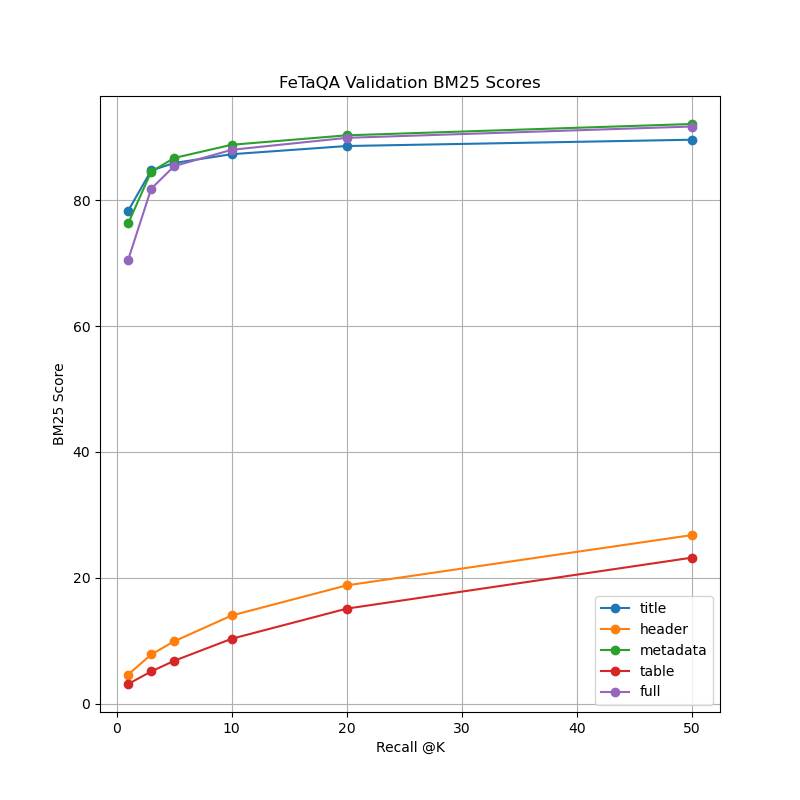 FeTaQA Validation BM25 Scores
BM25 Score
80
60
40
20
0
0 10 20 30 40 50
Recall @K
title
header
metadata
table
full